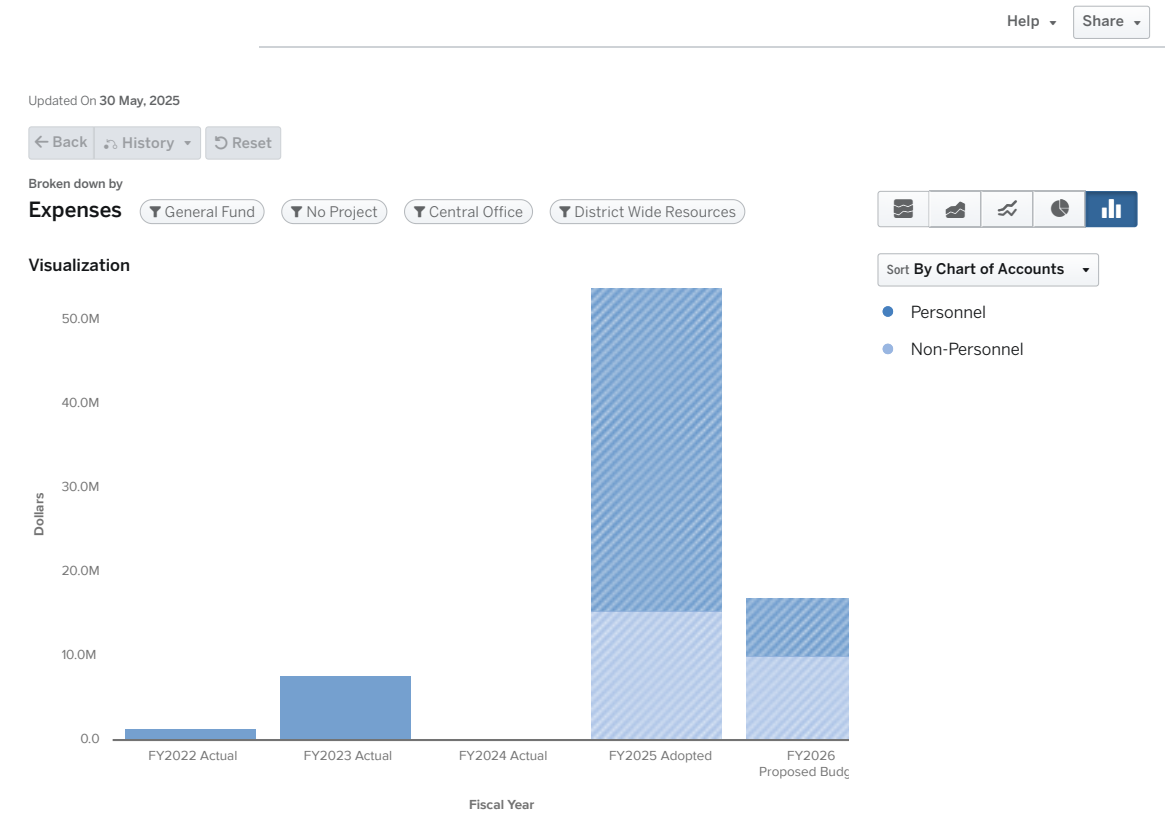 Help
Share
Updated On 30 May, 2025
Back
History
Reset
Broken down by
Expenses
General Fund
No Project
Central Office
District Wide Resources
Visualization
Sort By Chart of Accounts
Personnel
Non-Personnel
Dollars
50.0M
40.0M
30.0M
20.0M
10.0M
0.0
FY2022 Actual
FY2023 Actual
FY2024 Actual
FY2025 Adopted
FY2026
Proposed Budg
Fiscal Year